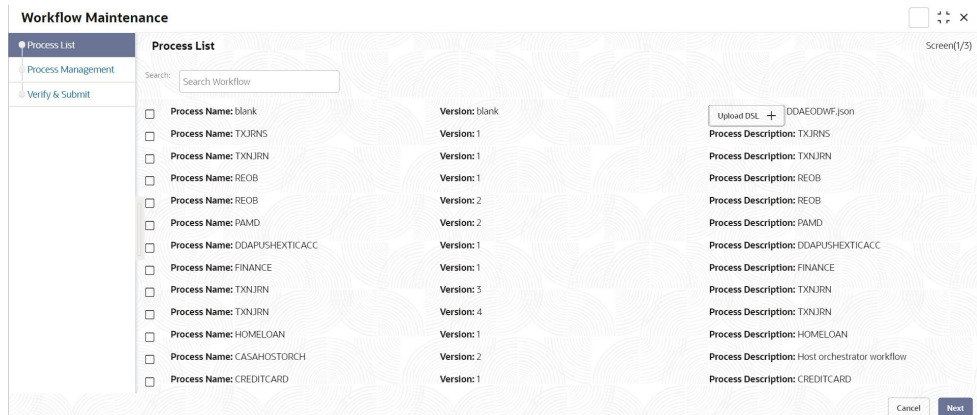 Workflow Maintenance
Process List
Process Management
Verify & Submit
Process List
Screen(1/3)
Search: Search Workflow
Process Name: blank Version: blank Upload DSL + DDAEODWF.json
Process Name: TXJRNS Version: 1 Process Description: TXJRNS
Process Name: TXNJRN Version: 1 Process Description: TXNJRN
Process Name: REOB Version: 1 Process Description: REOB
Process Name: REOB Version: 2 Process Description: REOB
Process Name: PAMD Version: 2 Process Description: PAMD
Process Name: DDAPUSHEXTICACC Version: 1 Process Description: DDAPUSHEXTICACC
Process Name: FINANCE Version: 1 Process Description: FINANCE
Process Name: TXNJRN Version: 3 Process Description: TXNJRN
Process Name: TXNJRN Version: 4 Process Description: TXNJRN
Process Name: HOMELOAN Version: 1 Process Description: HOMELOAN
Process Name: CASAHOSTORCH Version: 2 Process Description: Host orchestrator workflow
Process Name: CREDITCARD Version: 1 Process Description: CREDITCARD
Cancel Next